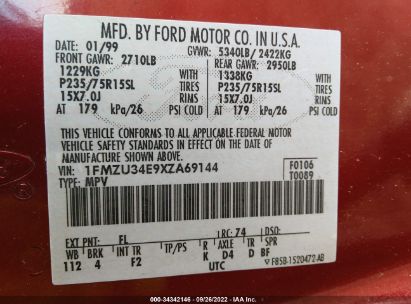 MFD. BY FORD MOTOR CO. IN U.S.A.
DATE: 01/99 GVWR: 5340LB/ 2422KG
FRONT GAWR: 2710LB REAR GAWR: 2950LB
1229KG WITH 1338KG WITH
P235/75R15SL TIRES P235/75R15SL TIRES
15X7.0J RIMS 15X7.0J RIMS
AT 179 kPa/26 PSI COLD AT 179 kPa/26 PSI COLD
THIS VEHICLE CONFORMS TO ALL APPLICABLE FEDERAL MOTOR
VEHICLE SAFETY STANDARDS IN EFFECT ON THE DATE OF MANUFACTURE
SHOWN ABOVE.
VIN: 1FMZU34E9XZA69144
TYPE: MPV
F0106
T0089
EXT PNT: FL RC: 74 DSO:
WB BRK INT TR TP/PS R AXLE TR SPR
112 4 F2 K D4 D BF
UTC F85B-1520472-AB
000-34342146 - 09/26/2022 - IAA Inc.